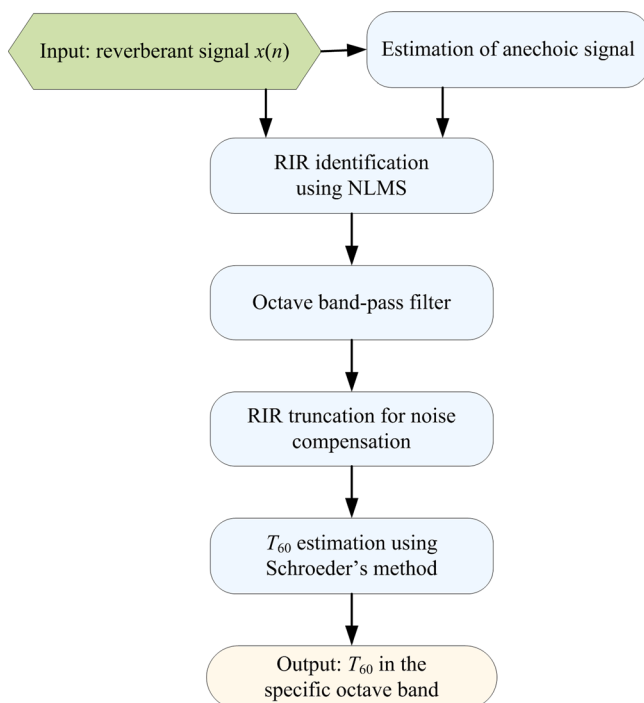 Input: reverberant signal x(n)
Estimation of anechoic signal
RIR identification
using NLMS
Octave band-pass filter
RIR truncation for noise
compensation
T60 estimation using
Schroeder's method
Output: T60 in the
specific octave band